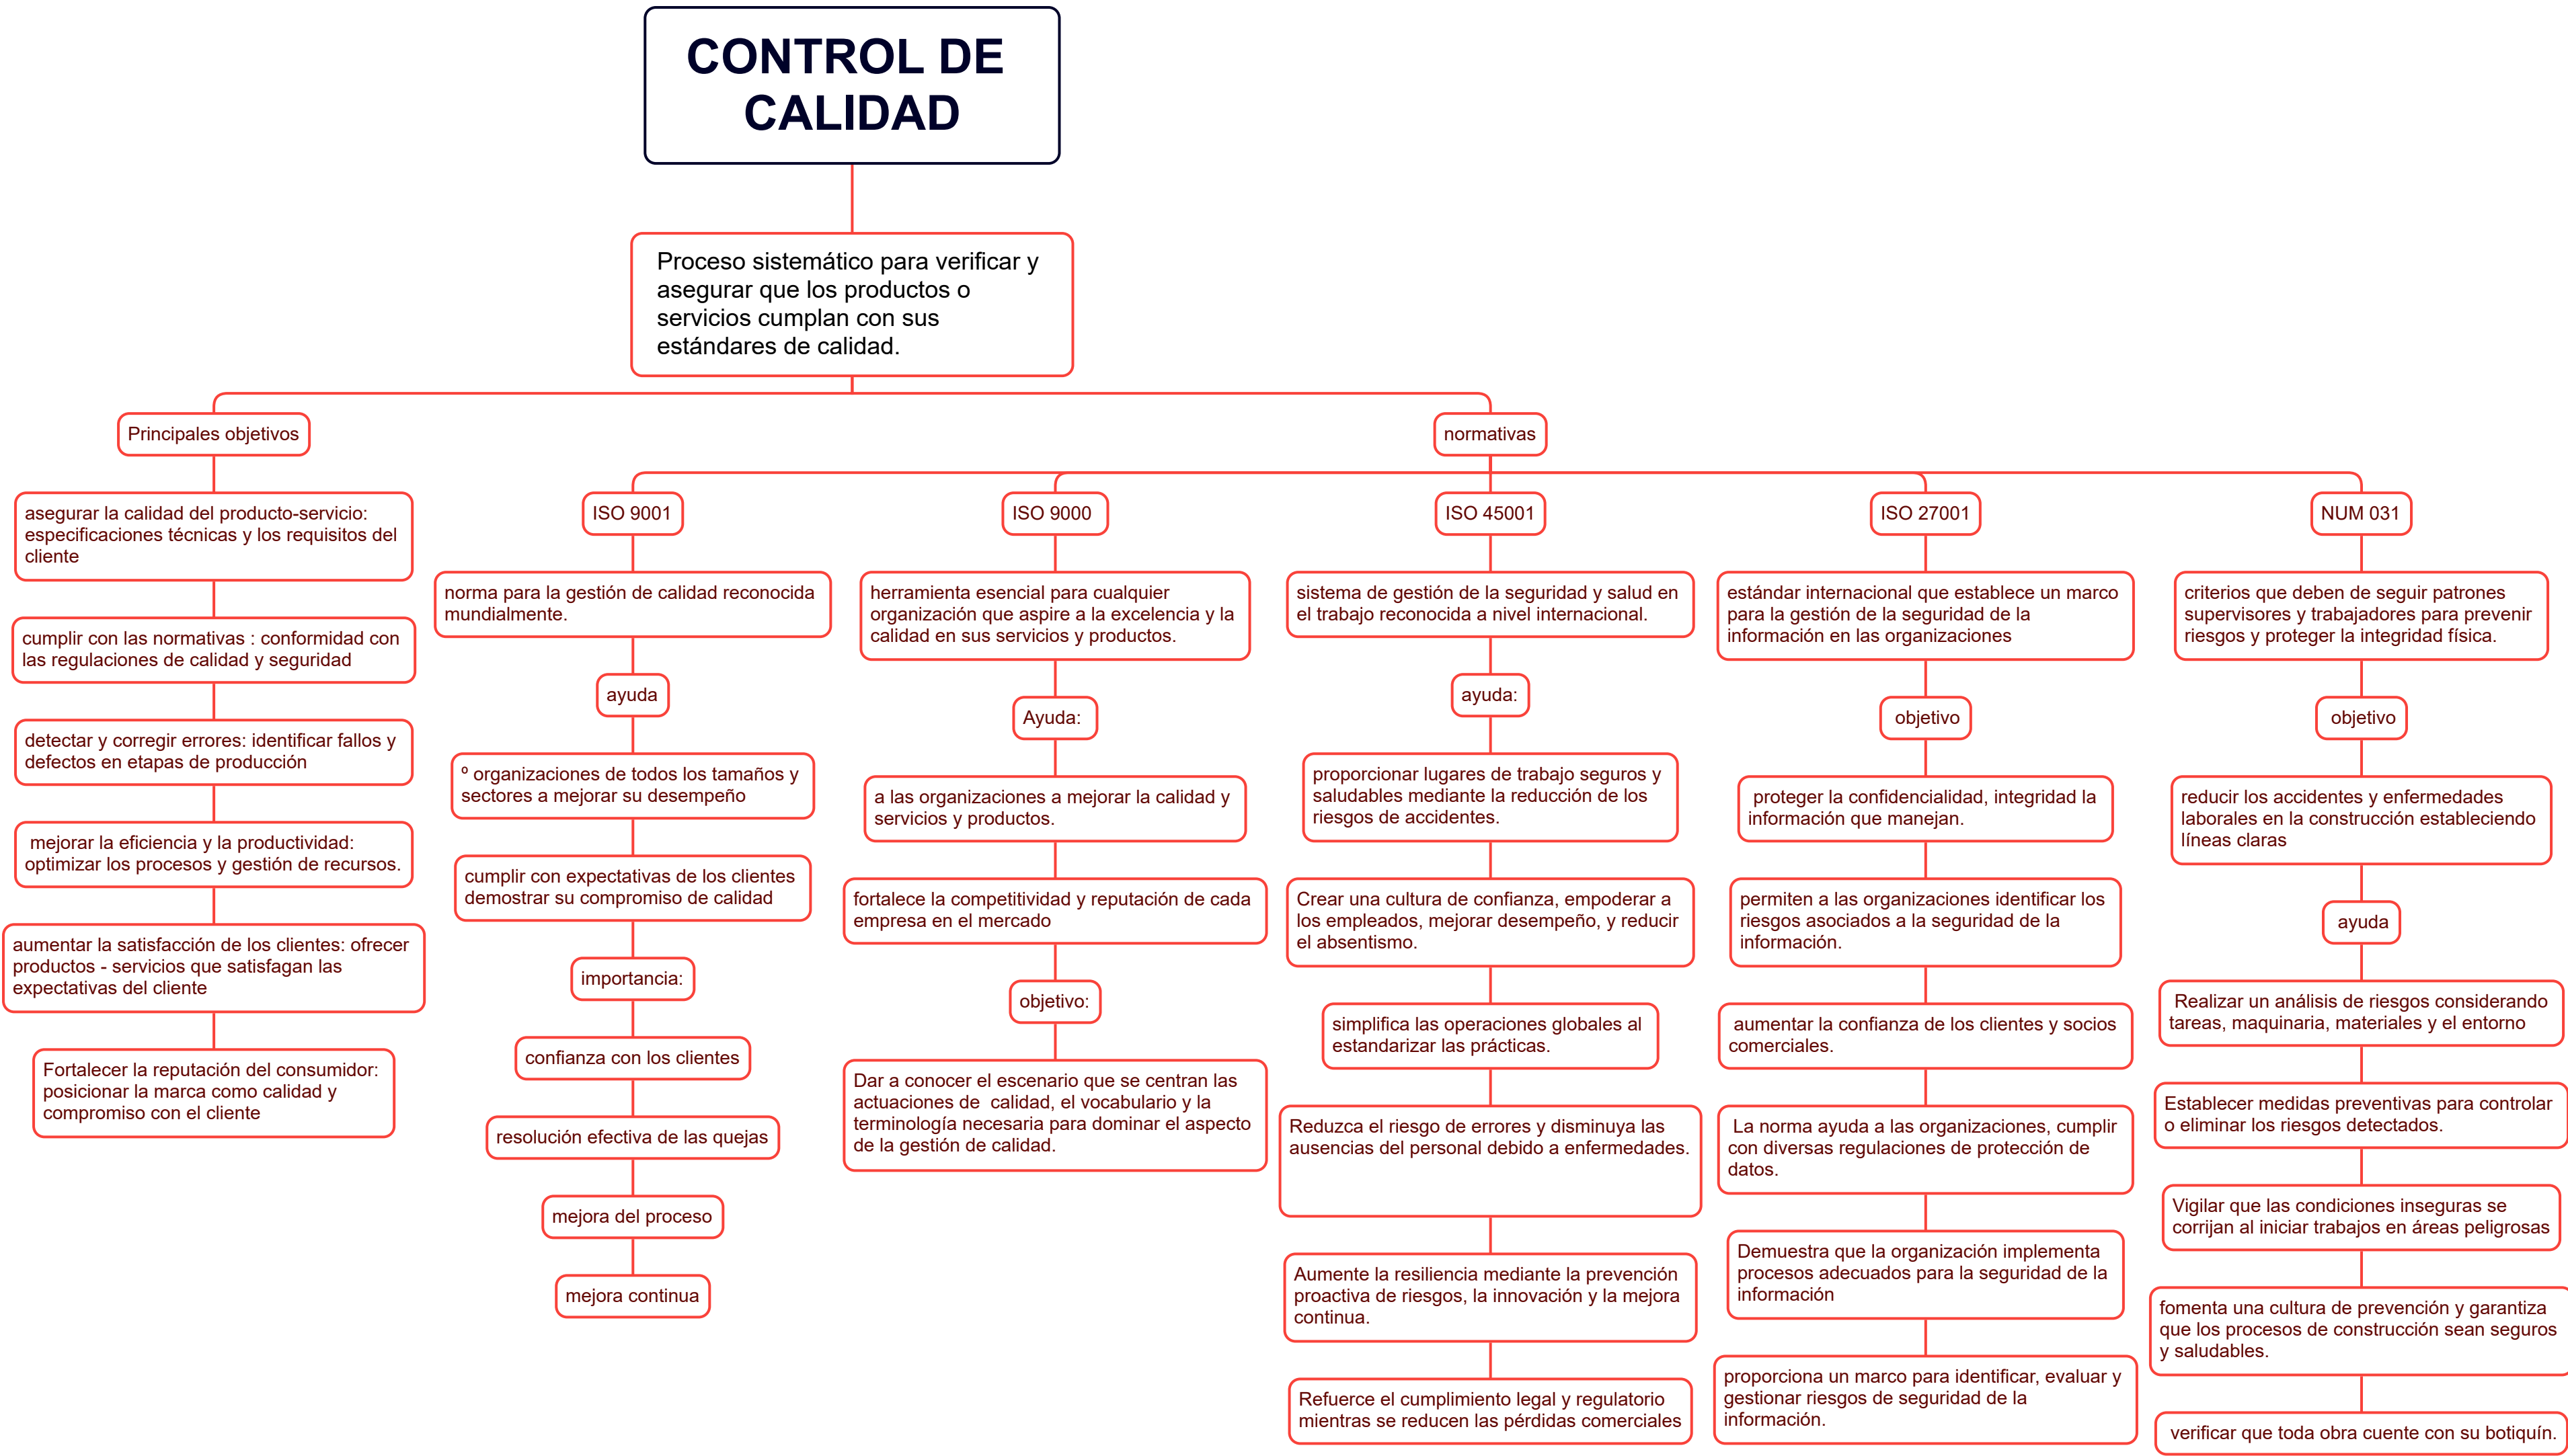 CONTROL DE
CALIDAD
Proceso sistemático para verificar y
asegurar que los productos o
servicios cumplan con sus
estándares de calidad.
Principales objetivos
asegurar la calidad del producto-servicio:
especificaciones técnicas y los requisitos del
cliente
cumplir con las normativas : conformidad con
las regulaciones de calidad y seguridad
detectar y corregir errores: identificar fallos y
defectos en etapas de producción
mejorar la eficiencia y la productividad:
optimizar los procesos y gestión de recursos.
aumentar la satisfacción de los clientes: ofrecer
productos - servicios que satisfagan las
expectativas del cliente
Fortalecer la reputación del consumidor:
posicionar la marca como calidad y
compromiso con el cliente
normativas
ISO 9001
norma para la gestión de calidad reconocida
mundialmente.
ayuda
º organizaciones de todos los tamaños y
sectores a mejorar su desempeño
cumplir con expectativas de los clientes
demostrar su compromiso de calidad
importancia:
confianza con los clientes
resolución efectiva de las quejas
mejora del proceso
mejora continua
ISO 9000
herramienta esencial para cualquier
organización que aspire a la excelencia y la
calidad en sus servicios y productos.
Ayuda:
a las organizaciones a mejorar la calidad y
servicios y productos.
fortalece la competitividad y reputación de cada
empresa en el mercado
objetivo:
Dar a conocer el escenario que se centran las
actuaciones de  calidad, el vocabulario y la
terminología necesaria para dominar el aspecto
de la gestión de calidad.
ISO 45001
sistema de gestión de la seguridad y salud en
el trabajo reconocida a nivel internacional.
ayuda:
proporcionar lugares de trabajo seguros y
saludables mediante la reducción de los
riesgos de accidentes.
Crear una cultura de confianza, empoderar a
los empleados, mejorar desempeño, y reducir
el absentismo.
simplifica las operaciones globales al
estandarizar las prácticas.
Reduzca el riesgo de errores y disminuya las
ausencias del personal debido a enfermedades.
Aumente la resiliencia mediante la prevención
proactiva de riesgos, la innovación y la mejora
continua.
Refuerce el cumplimiento legal y regulatorio
mientras se reducen las pérdidas comerciales
ISO 27001
estándar internacional que establece un marco
para la gestión de la seguridad de la
información en las organizaciones
objetivo
proteger la confidencialidad, integridad la
información que manejan.
permiten a las organizaciones identificar los
riesgos asociados a la seguridad de la
información.
aumentar la confianza de los clientes y socios
comerciales.
La norma ayuda a las organizaciones, cumplir
con diversas regulaciones de protección de
datos.
Demuestra que la organización implementa
procesos adecuados para la seguridad de la
información
proporciona un marco para identificar, evaluar y
gestionar riesgos de seguridad de la
información.
NUM 031
criterios que deben de seguir patrones
supervisores y trabajadores para prevenir
riesgos y proteger la integridad física.
objetivo
reducir los accidentes y enfermedades
laborales en la construcción estableciendo
líneas claras
ayuda
Realizar un análisis de riesgos considerando
tareas, maquinaria, materiales y el entorno
Establecer medidas preventivas para controlar
o eliminar los riesgos detectados.
Vigilar que las condiciones inseguras se
corrijan al iniciar trabajos en áreas peligrosas
fomenta una cultura de prevención y garantiza
que los procesos de construcción sean seguros
y saludables.
verificar que toda obra cuente con su botiquín.